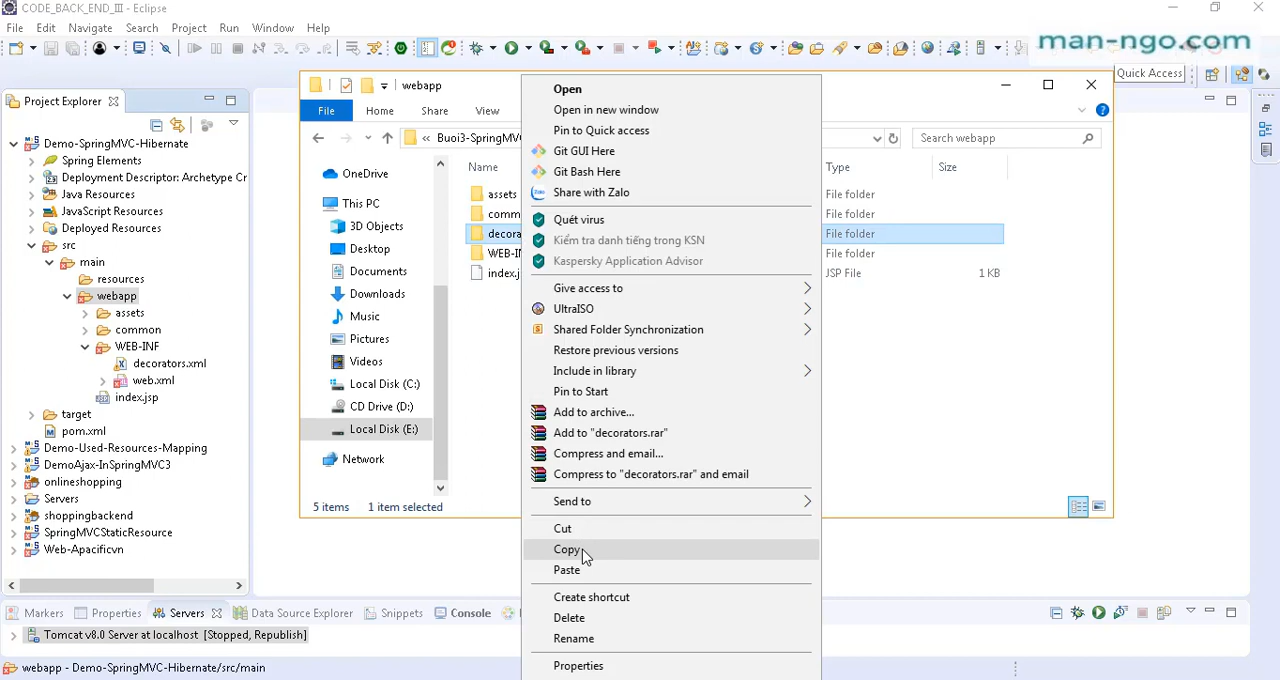 CODE_BACK_END_III - Eclipse
File Edit Navigate Search Project Run Window Help
man-ngo.com
Quick Access
Project Explorer
Demo-SpringMVC-Hibernate
Spring Elements
Deployment Descriptor: Archetype Cr
Java Resources
JavaScript Resources
Deployed Resources
src
main
resources
webapp
assets
common
WEB-INF
decorators.xml
web.xml
index.jsp
target
pom.xml
Demo-Used-Resources-Mapping
DemoAjax-InSpringMVC3
onlineshopping
Servers
shoppingbackend
SpringMVCStaticResource
Web-Apacificvn
webapp
File Home Share View
Buoi3-SpringMV
Search webapp
OneDrive
This PC
3D Objects
Desktop
Documents
Downloads
Music
Pictures
Videos
Local Disk (C:)
CD Drive (D:)
Local Disk (E:)
Network
Name Type Size
assets File folder
comm File folder
decora File folder
WEB-I File folder
index.j JSP File 1 KB
5 items 1 item selected
Open
Open in new window
Pin to Quick access
Git GUI Here
Git Bash Here
Share with Zalo
Quét virus
Kiểm tra danh tiếng trong KSN
Kaspersky Application Advisor
Give access to
UltraISO
Shared Folder Synchronization
Restore previous versions
Include in library
Pin to Start
Add to archive...
Add to "decorators.rar"
Compress and email...
Compress to "decorators.rar" and email
Send to
Cut
Copy
Paste
Create shortcut
Delete
Rename
Properties
Markers Properties Servers Data Source Explorer Snippets Console
Tomcat v8.0 Server at localhost [Stopped, Republish]
webapp - Demo-SpringMVC-Hibernate/src/main